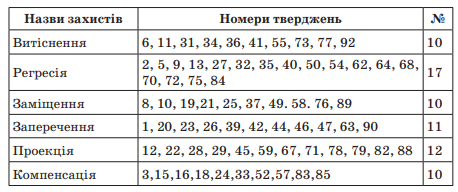 Назви захистів Номери тверджень №
Витіснення 6, 11, 31, 34, 36, 41, 55, 73, 77, 92 10
Регресія 2, 5, 9, 13, 27, 32, 35, 40, 50, 54, 62, 64, 68, 17
70, 72, 75, 84
Заміщення 8, 10, 19,21, 25, 37, 49. 58. 76, 89 10
Заперечення 1, 20, 23, 26, 39, 42, 44, 46, 47, 63, 90 11
Проекція 12, 22, 28, 29, 45, 59, 67, 71, 78, 79, 82, 88 12
Компенсація 3,15,16,18,24,33,52,57,83,85 10